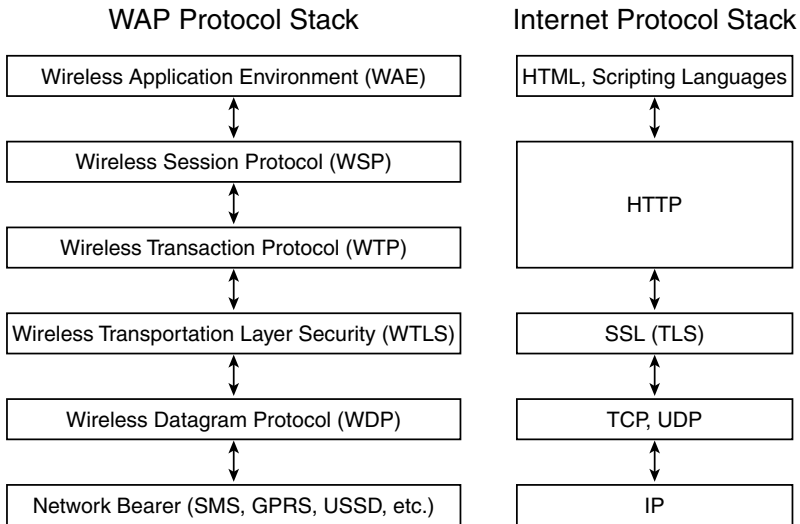 WAP Protocol Stack
Wireless Application Environment (WAE)
Wireless Session Protocol (WSP)
Wireless Transaction Protocol (WTP)
Wireless Transportation Layer Security (WTLS)
Wireless Datagram Protocol (WDP)
Network Bearer (SMS, GPRS, USSD, etc.)
Internet Protocol Stack
HTML, Scripting Languages
HTTP
SSL (TLS)
TCP, UDP
IP